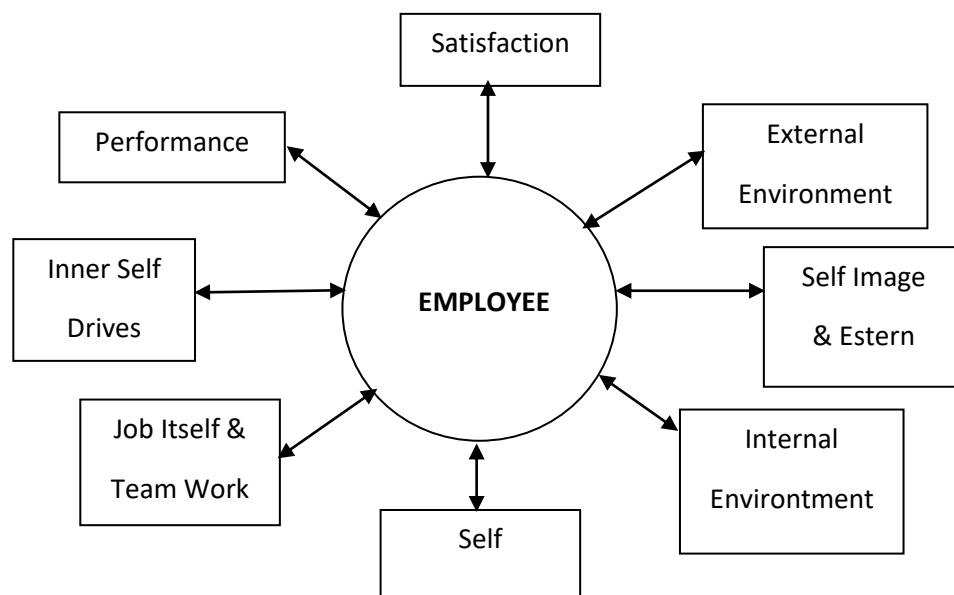 Satisfaction
Performance
External
Environment
Inner Self
Drives
EMPLOYEE
Self Image
& Estern
Job Itself &
Team Work
Internal
Environtment
Self